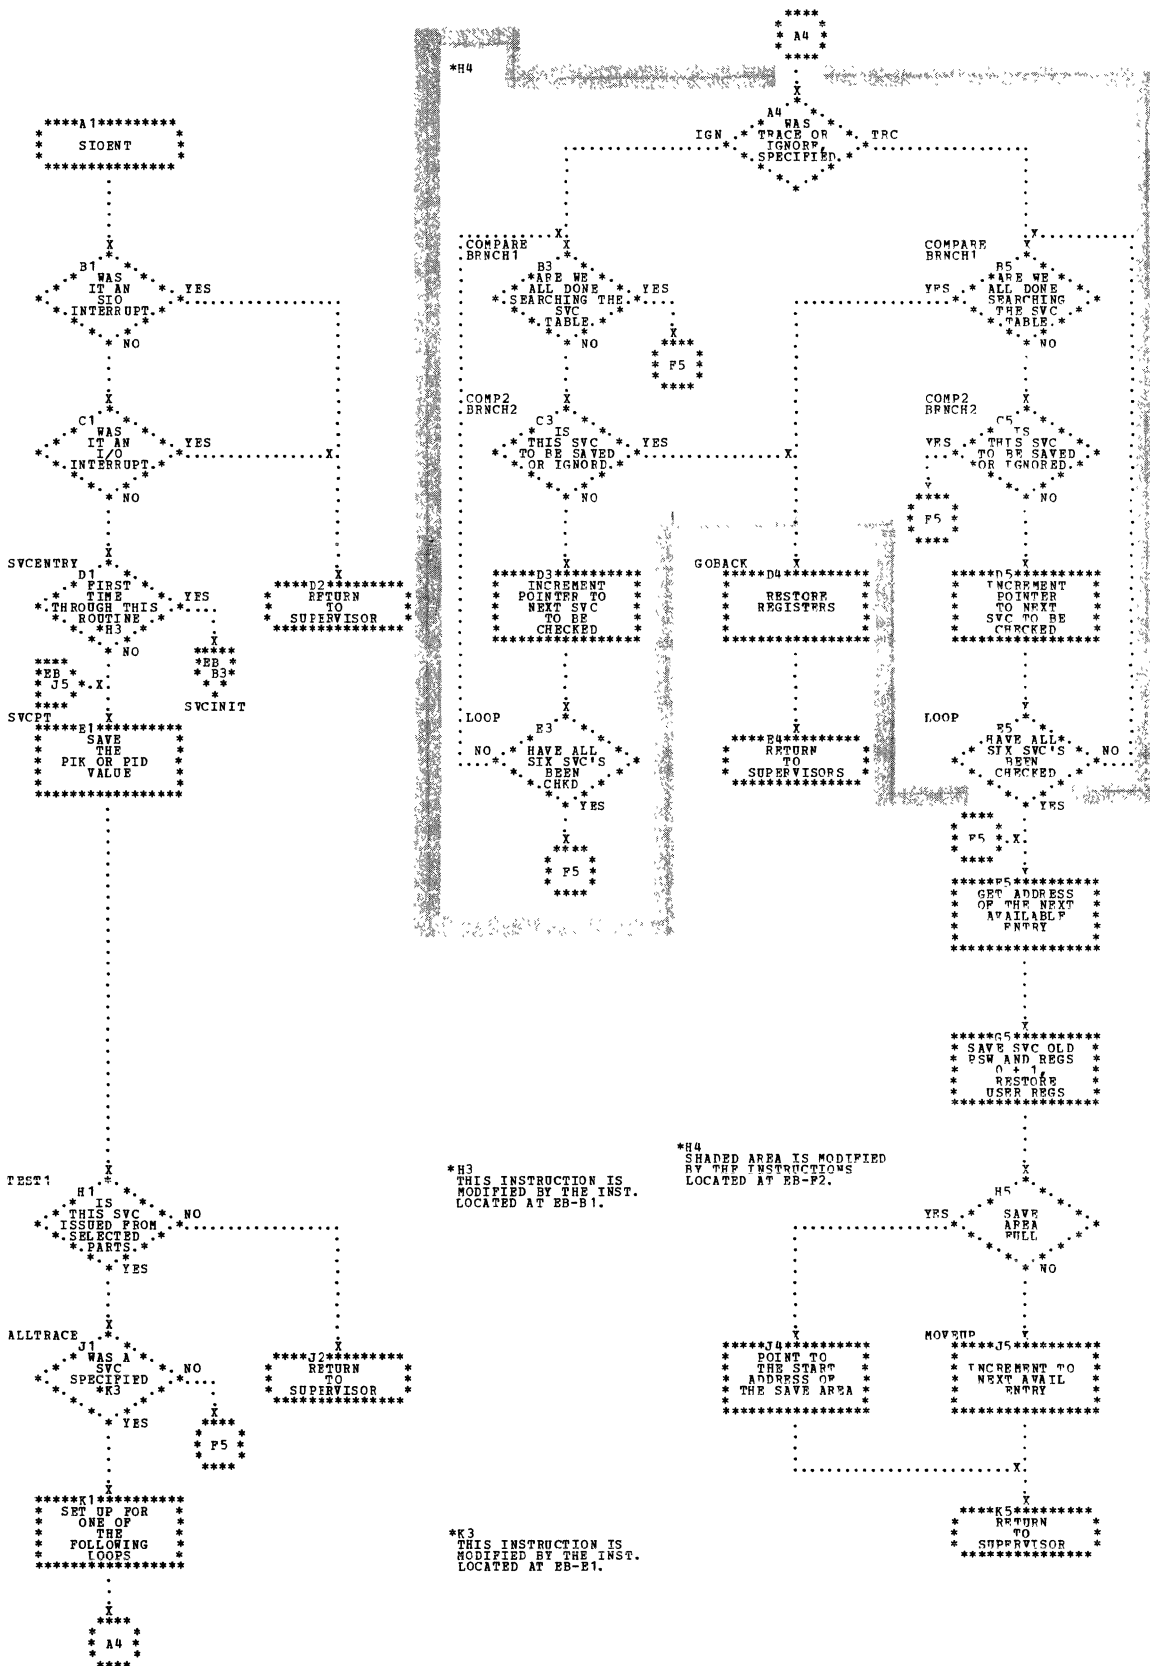 A4
*H4
A1
SIOENT
A4
WAS
TRACE OR
IGNORE,
SPECIFIED.
IGN
TRC
B1
WAS
IT AN
SIO
INTERRUPT.
YES
NO
COMPARE
BRNCH1
B3
ARE WE
ALL DONE
SEARCHING THE
SVC
TABLE.
YES
NO
F5
COMPARE
BRNCH1
B5
ARE WE
ALL DONE
SEARCHING
THE SVC
TABLE.
YES
NO
C1
WAS
IT AN
I/O
INTERRUPT.
YES
NO
COMP2
BRNCH2
C3
IS
THIS SVC
TO BE SAVED
OR IGNORD.
YES
NO
COMP2
BRNCH2
C5
IS
THIS SVC
TO BE SAVED
OR IGNORED.
YES
NO
F5
SVCENTRY
D1
FIRST
TIME
THROUGH THIS
ROUTINE
*H3
YES
NO
D2
RETURN
TO
SUPERVISOR
D3
INCREMENT
POINTER TO
NEXT SVC
TO BE
CHECKED
GOBACK
D4
RESTORE
REGISTERS
D5
INCREMENT
POINTER
TO NEXT
SVC TO BE
CHECKED
EB
J5
EB
B3
SVCINIT
SVCPT
E1
SAVE
THE
PIK OR PID
VALUE
LOOP
E3
HAVE ALL
SIX SVC'S
BEEN
CHKD
NO
YES
F5
E4
RETURN
TO
SUPERVISORS
LOOP
E5
HAVE ALL
SIX SVC'S
BEEN
CHECKED
NO
YES
F5
F5
GET ADDRESS
OF THE NEXT
AVAILABLE
ENTRY
G5
SAVE SVC OLD
PSW AND REGS
0 + 1,
RESTORE
USER REGS
TEST1
H1
IS
THIS SVC
ISSUED FROM
SELECTED
PARTS.
NO
YES
*H3
THIS INSTRUCTION IS
MODIFIED BY THE INST.
LOCATED AT EB-B1.
*H4
SHADED AREA IS MODIFIED
BY THE INSTRUCTIONS
LOCATED AT EB-F2.
H5
SAVE
AREA
FULL
YES
NO
ALLTRACE
J1
WAS A
SVC
SPECIFIED
*K3
NO
YES
F5
J2
RETURN
TO
SUPERVISOR
J4
POINT TO
THE START
ADDRESS OF
THE SAVE AREA
MOVEUP
J5
INCREMENT TO
NEXT AVAIL
ENTRY
K1
SET UP FOR
ONE OF
THE
FOLLOWING
LOOPS
*K3
THIS INSTRUCTION IS
MODIFIED BY THE INST.
LOCATED AT EB-E1.
K5
RETURN
TO
SUPERVISOR
A4